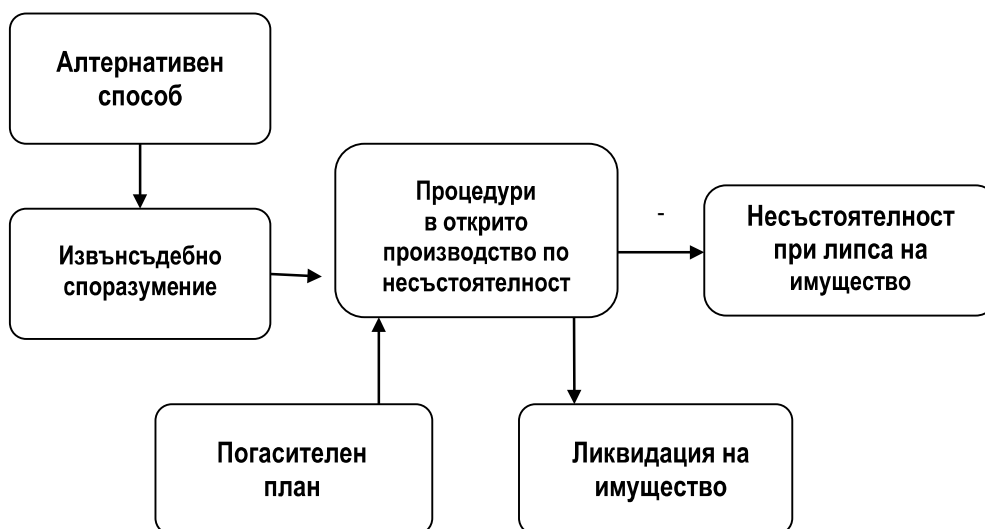 Алтернативен
способ
Извънсъдебно
споразумение
Процедури
в открито
производство по
несъстоятелност
-
Несъстоятелност
при липса на
имущество
Погасителен
план
Ликвидация на
имущество